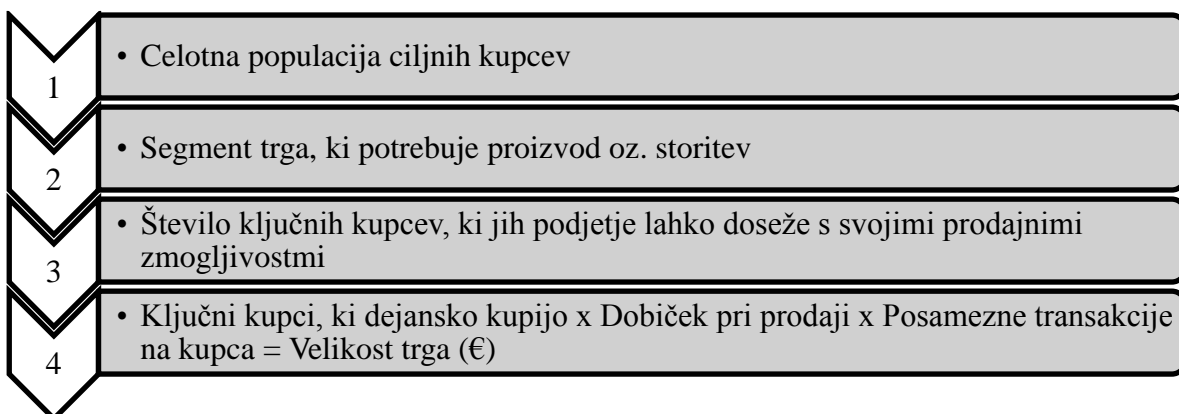 1
• Celotna populacija ciljnih kupcev
2
• Segment trga, ki potrebuje proizvod oz. storitev
3
• Število ključnih kupcev, ki jih podjetje lahko doseže s svojimi prodajnimi
zmogljivostmi
4
• Ključni kupci, ki dejansko kupijo x Dobiček pri prodaji x Posamezne transakcije
na kupca = Velikost trga (€)